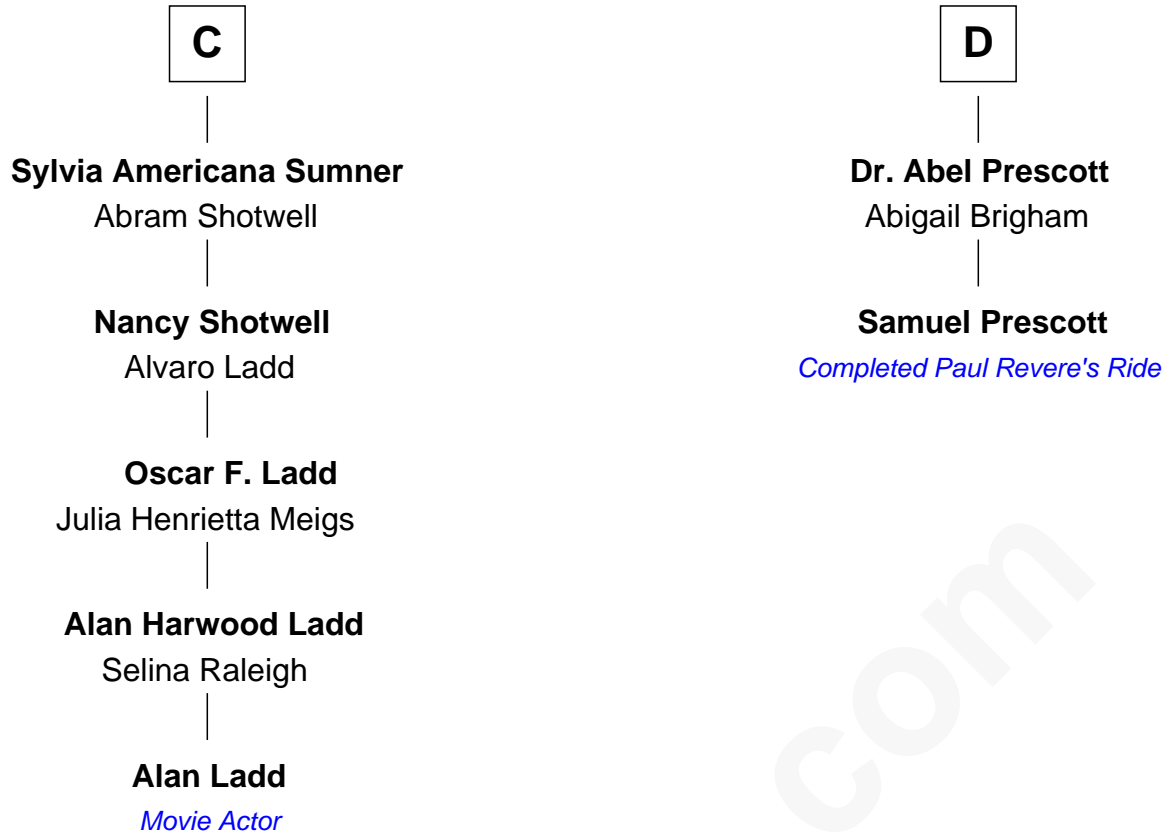 C
Sylvia Americana Sumner
Abram Shotwell
Nancy Shotwell
Alvaro Ladd
Oscar F. Ladd
Julia Henrietta Meigs
Alan Harwood Ladd
Selina Raleigh
Alan Ladd
Movie Actor
D
Dr. Abel Prescott
Abigail Brigham
Samuel Prescott
Completed Paul Revere's Ride
com